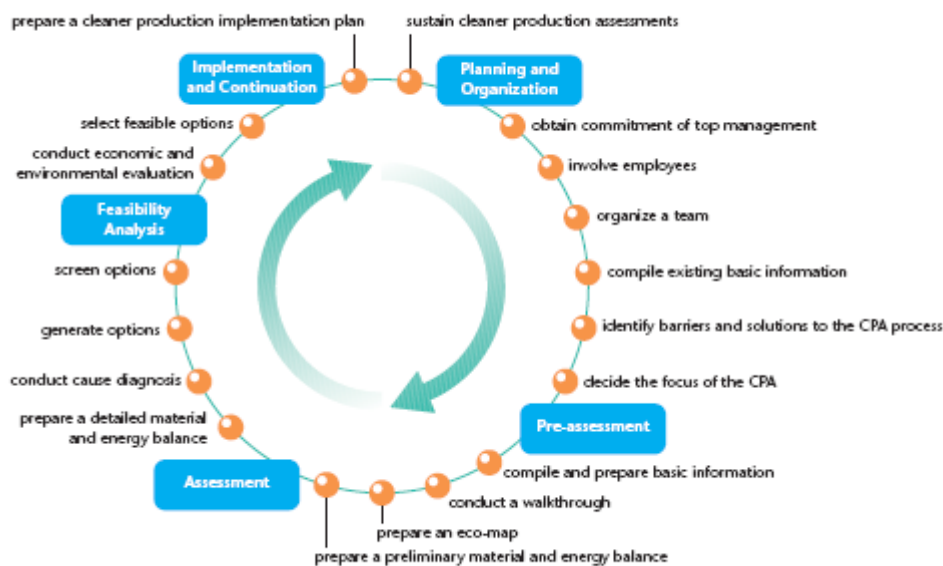 prepare a cleaner production implementation plan
sustain cleaner production assessments
Implementation
and Continuation
Planning and
Organization
select feasible options
obtain commitment of top management
conduct economic and
environmental evaluation
involve employees
Feasibility
Analysis
organize a team
screen options
compile existing basic information
generate options
identify barriers and solutions to the CPA process
conduct cause diagnosis
decide the focus of the CPA
prepare a detailed material
and energy balance
Pre-assessment
Assessment
compile and prepare basic information
conduct a walkthrough
prepare an eco-map
prepare a preliminary material and energy balance